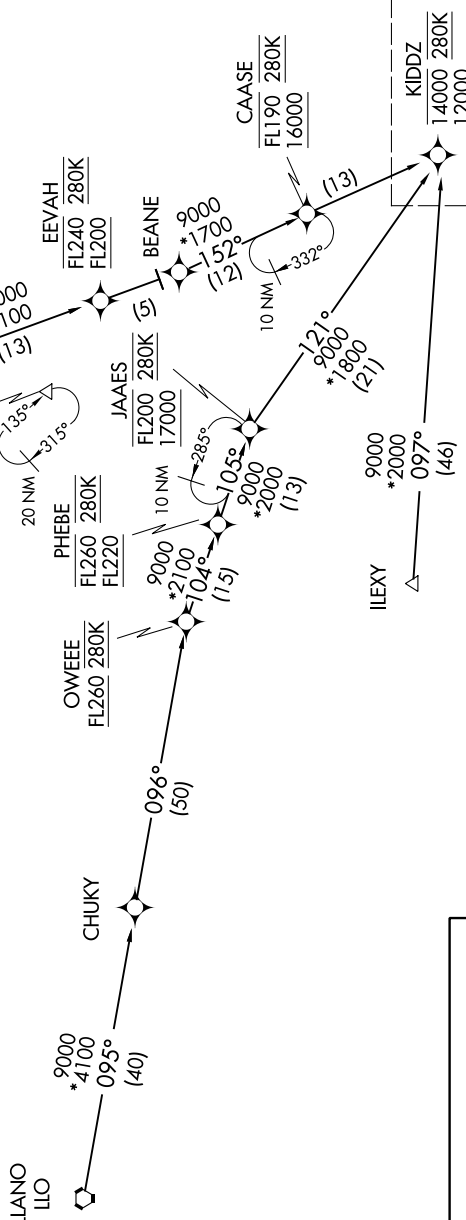 KIDDZ
14000 280K
12000
CAASE
FL190 280K
16000
(13)
EEVAH
FL240 280K
FL200
BEANE
9000
*1700
152°
(12)
332°
10 NM
(5)
(13)
135°
315°
20 NM
JAAES
FL200 280K
17000
121°
9000
*1800
(21)
285°
10 NM
105°
9000
*2000
(13)
PHEBE
FL260 280K
FL220
9000
*2100
104°
(15)
OWEEE
FL260 280K
9000
*2000
097°
(46)
ILEXY
096°
(50)
CHUKY
9000
*4100
095°
(40)
LLO